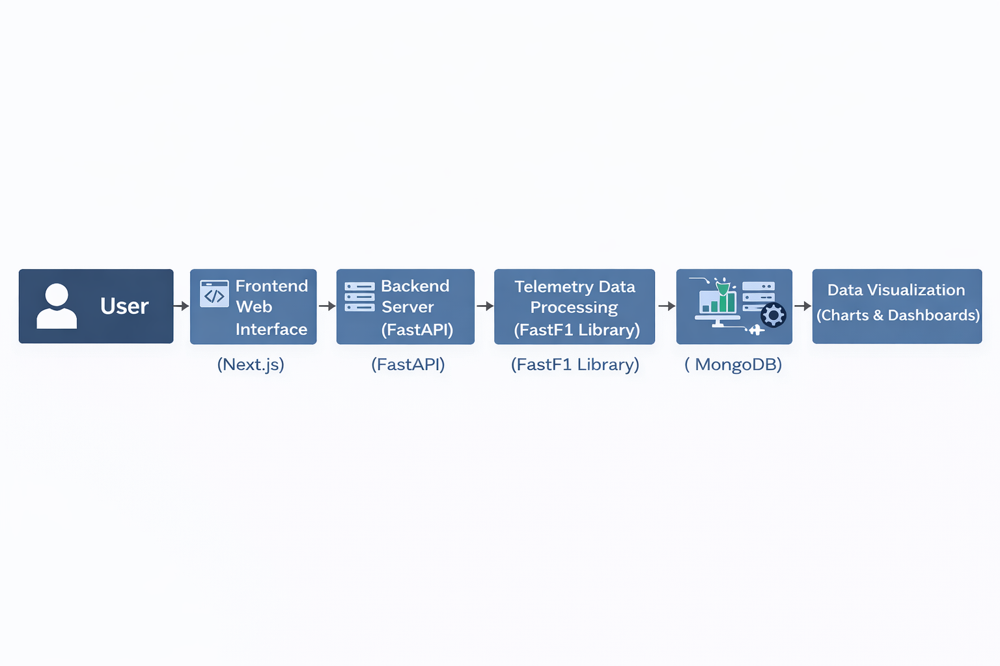 User
Frontend
Web
Interface
(Next.js)
Backend
Server
(FastAPI)
(FastAPI)
Telemetry Data
Processing
(FastF1 Library)
(FastF1 Library)
( MongoDB)
Data Visualization
(Charts & Dashboards)